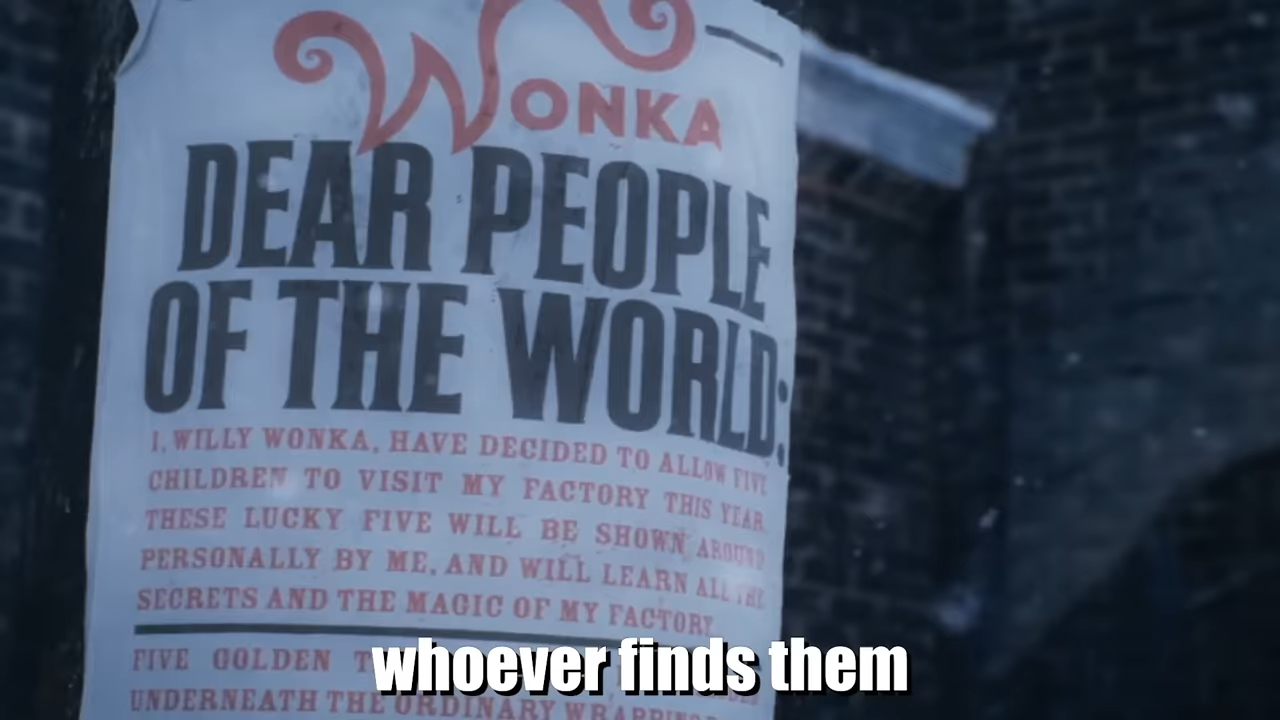 WONKA
DEAR PEOPLE
OF THE WORLD:
I, WILLY WONKA, HAVE DECIDED TO ALLOW FIVE
CHILDREN TO VISIT MY FACTORY THIS YEAR.
THESE LUCKY FIVE WILL BE SHOWN AROUND
PERSONALLY BY ME, AND WILL LEARN ALL THE
SECRETS AND THE MAGIC OF MY FACTORY.
FIVE GOLDEN
UNDERNEATH THE ORDINARY
whoever finds them